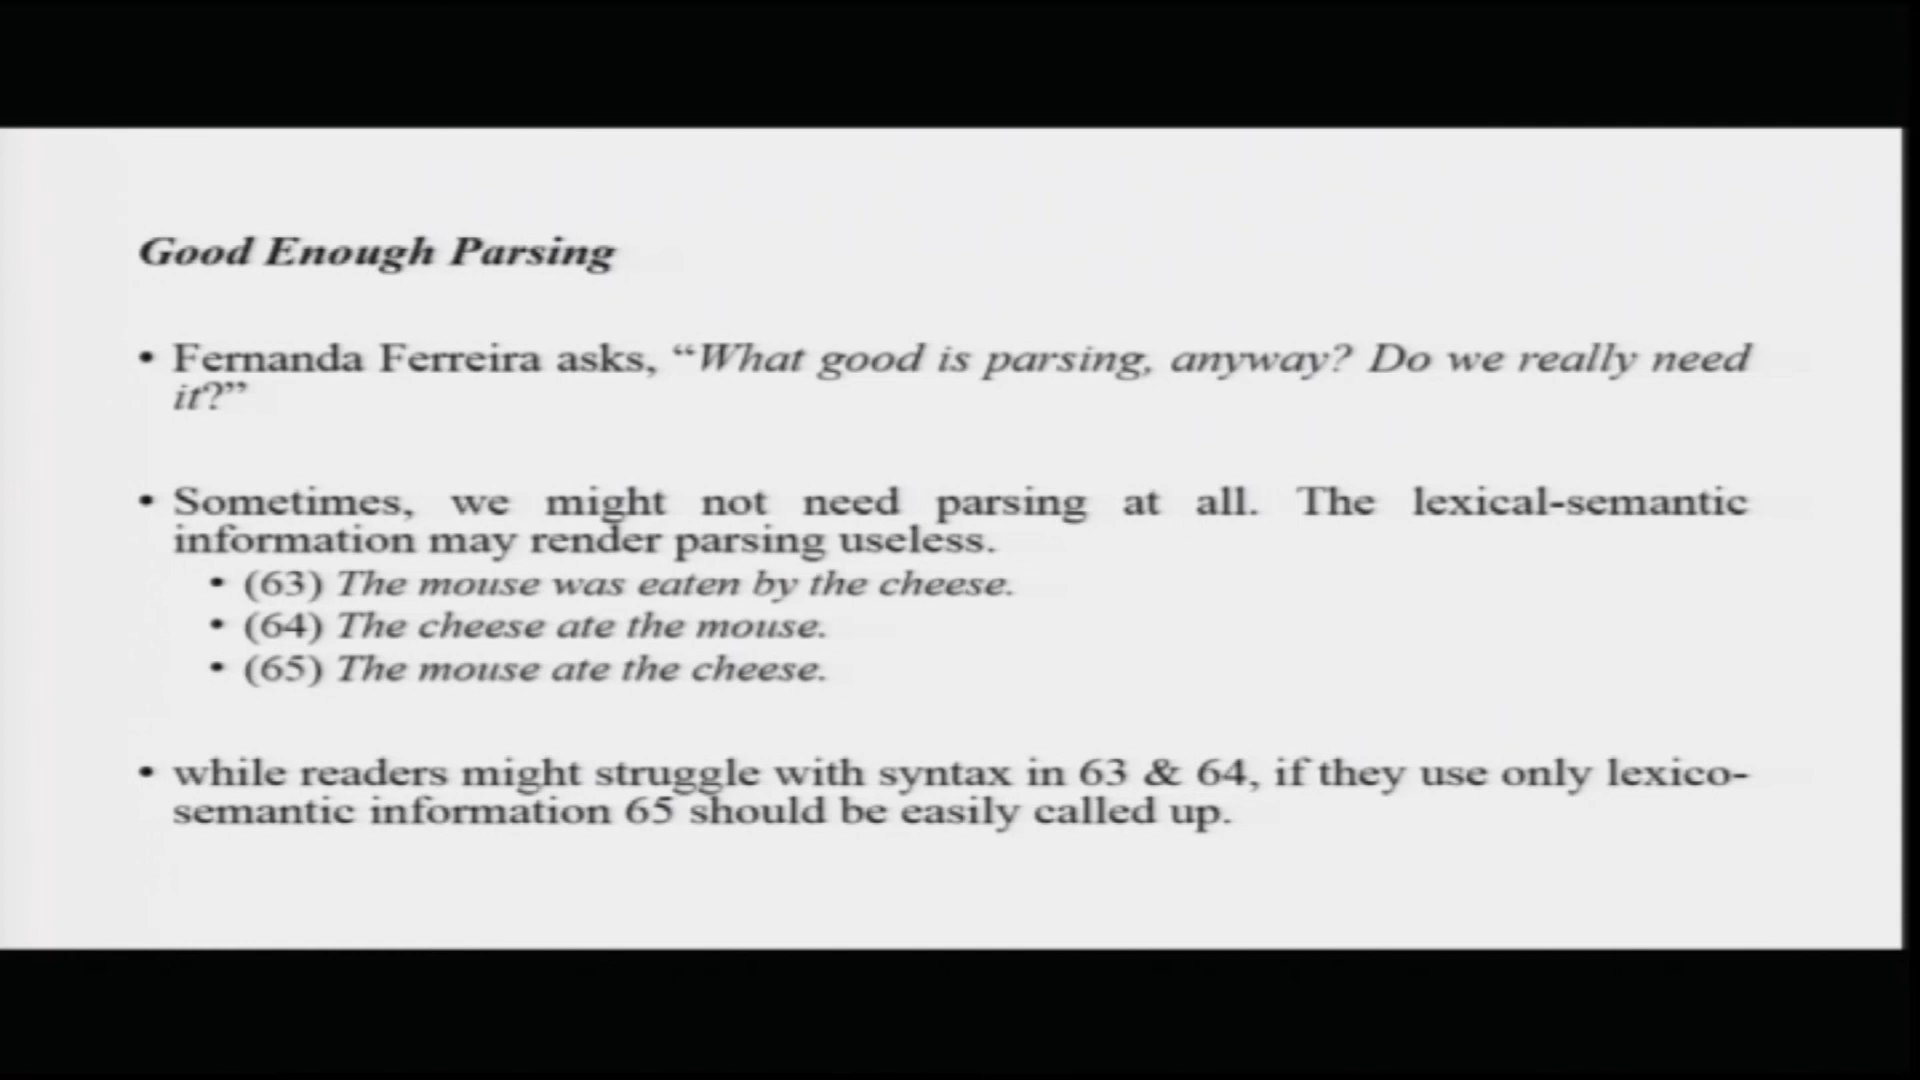 Good Enough Parsing
• Fernanda Ferreira asks, “What good is parsing, anyway? Do we really need
it?”
• Sometimes, we might not need parsing at all. The lexical-semantic
information may render parsing useless.
• (63) The mouse was eaten by the cheese.
• (64) The cheese ate the mouse.
• (65) The mouse ate the cheese.
• while readers might struggle with syntax in 63 & 64, if they use only lexico-
semantic information 65 should be easily called up.